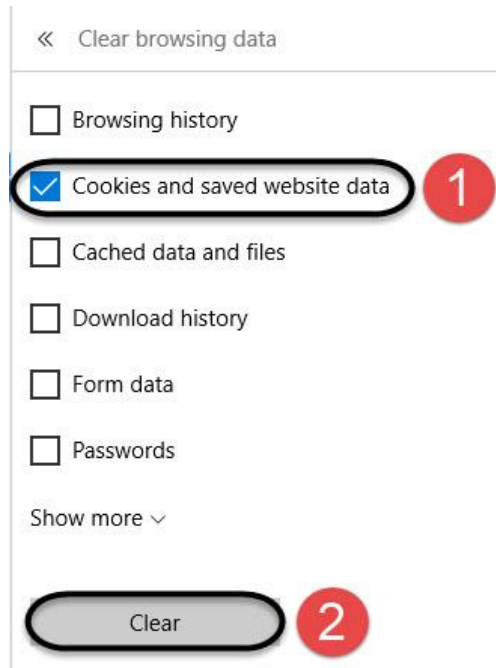 « Clear browsing data
Browsing history
Cookies and saved website data 1
Cached data and files
Download history
Form data
Passwords
Show more
Clear 2